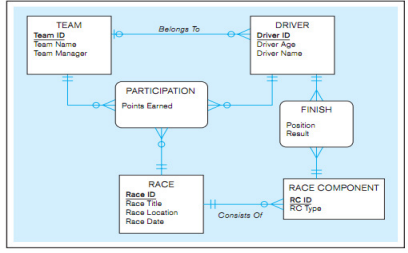 TEAM
Team ID
Team Name
Team Manager
Belongs To
DRIVER
Driver ID
Driver Age
Driver Name
PARTICIPATION
Points Earned
FINISH
Position
Result
RACE
Race ID
Race Title
Race Location
Race Date
Consists Of
RACE COMPONENT
RC ID
RC Type